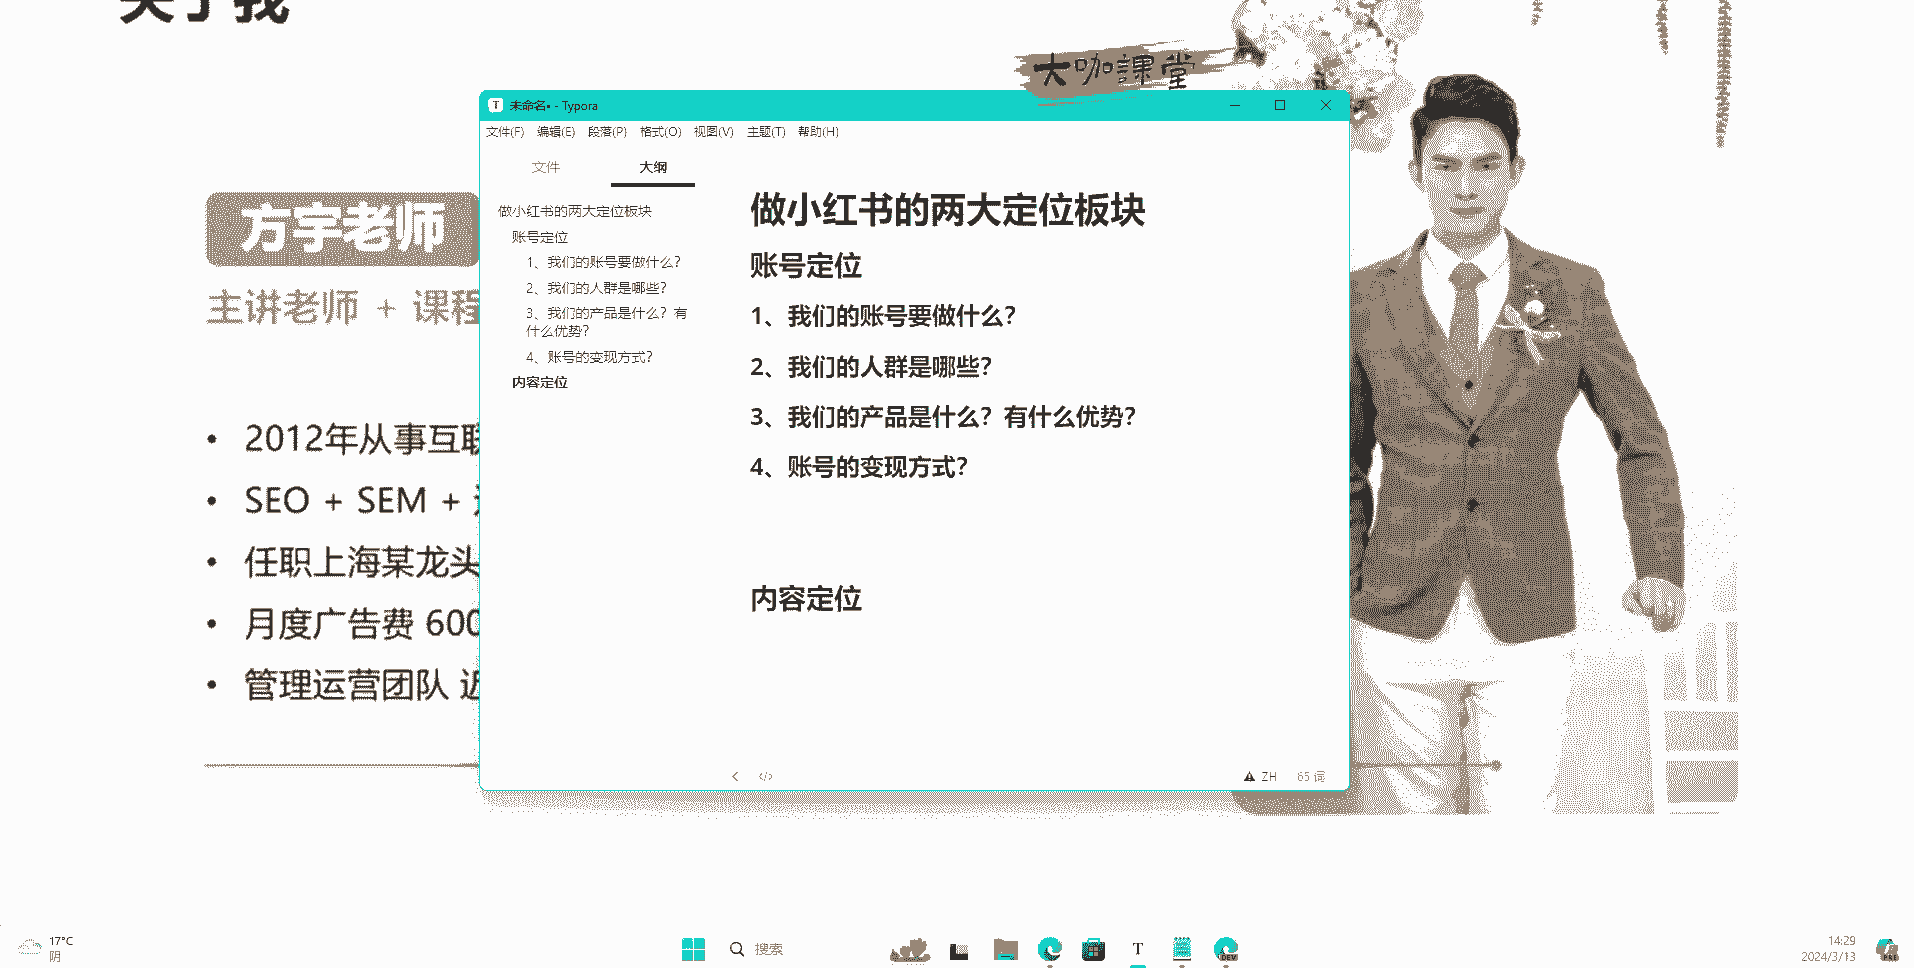 关于我
大咖課堂
方宇老师
主讲老师 + 课程
2012年从事互联
SEO + SEM +
任职上海某龙头
月度广告费 600
管理运营团队 近
未命名• - Typora
文件(F) 编辑(E) 段落(P) 格式(O) 视图(V) 主题(T) 帮助(H)
文件 大纲
做小红书的两大定位板块
账号定位
1、我们的账号要做什么？
2、我们的人群是哪些？
3、我们的产品是什么？有
什么优势？
4、账号的变现方式？
内容定位
做小红书的两大定位板块
账号定位
1、我们的账号要做什么？
2、我们的人群是哪些？
3、我们的产品是什么？有什么优势？
4、账号的变现方式？
内容定位
ZH 65 词
17°C
阴
搜索
T
DEV
14:29
2024/3/13
PRE